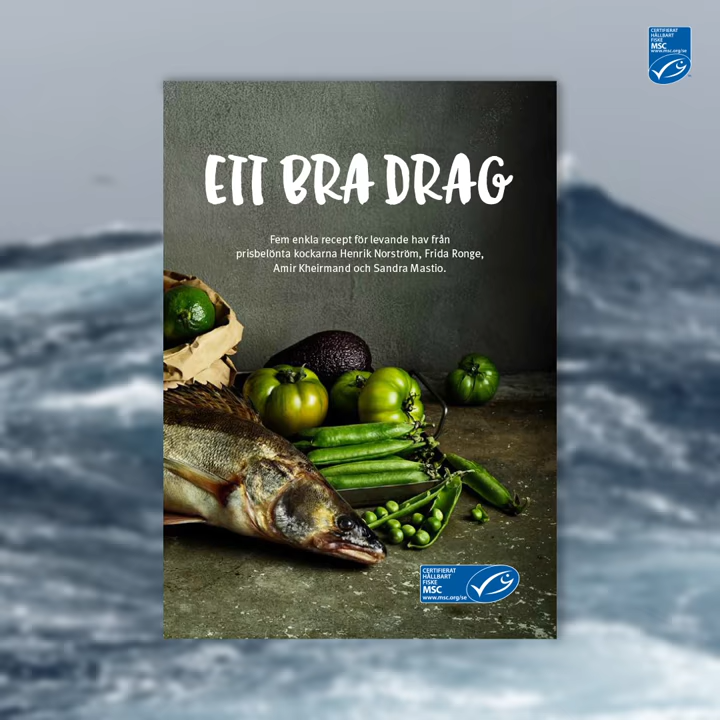 CERTIFIERAT
HÅLLBART
FISKE
MSC
www.msc.org/se
ETT BRA DRAG
Fem enkla recept för levande hav från
prisbelönta kockarna Henrik Norström, Frida Ronge,
Amir Kheirmand och Sandra Mastio.
CERTIFIERAT
HÅLLBART
FISKE
MSC
www.msc.org/se